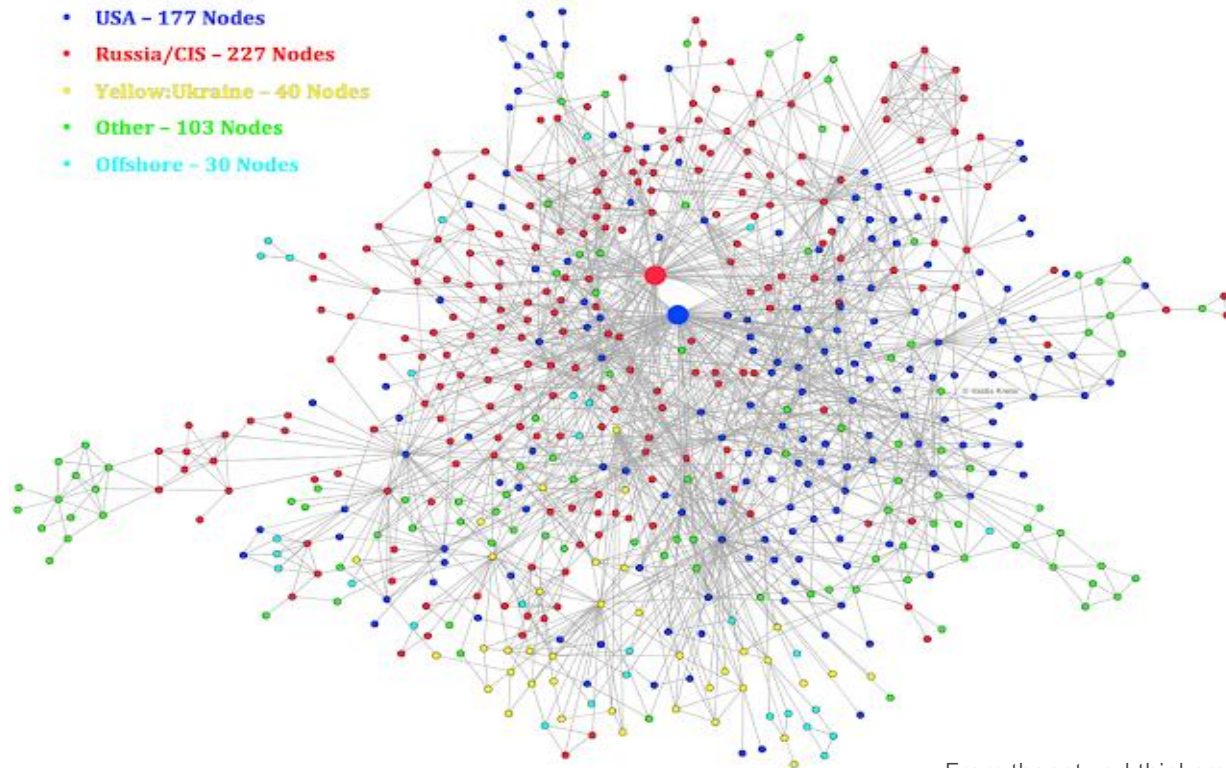 USA – 177 Nodes
Russia/CIS – 227 Nodes
Yellow:Ukraine – 40 Nodes
Other – 103 Nodes
Offshore – 30 Nodes